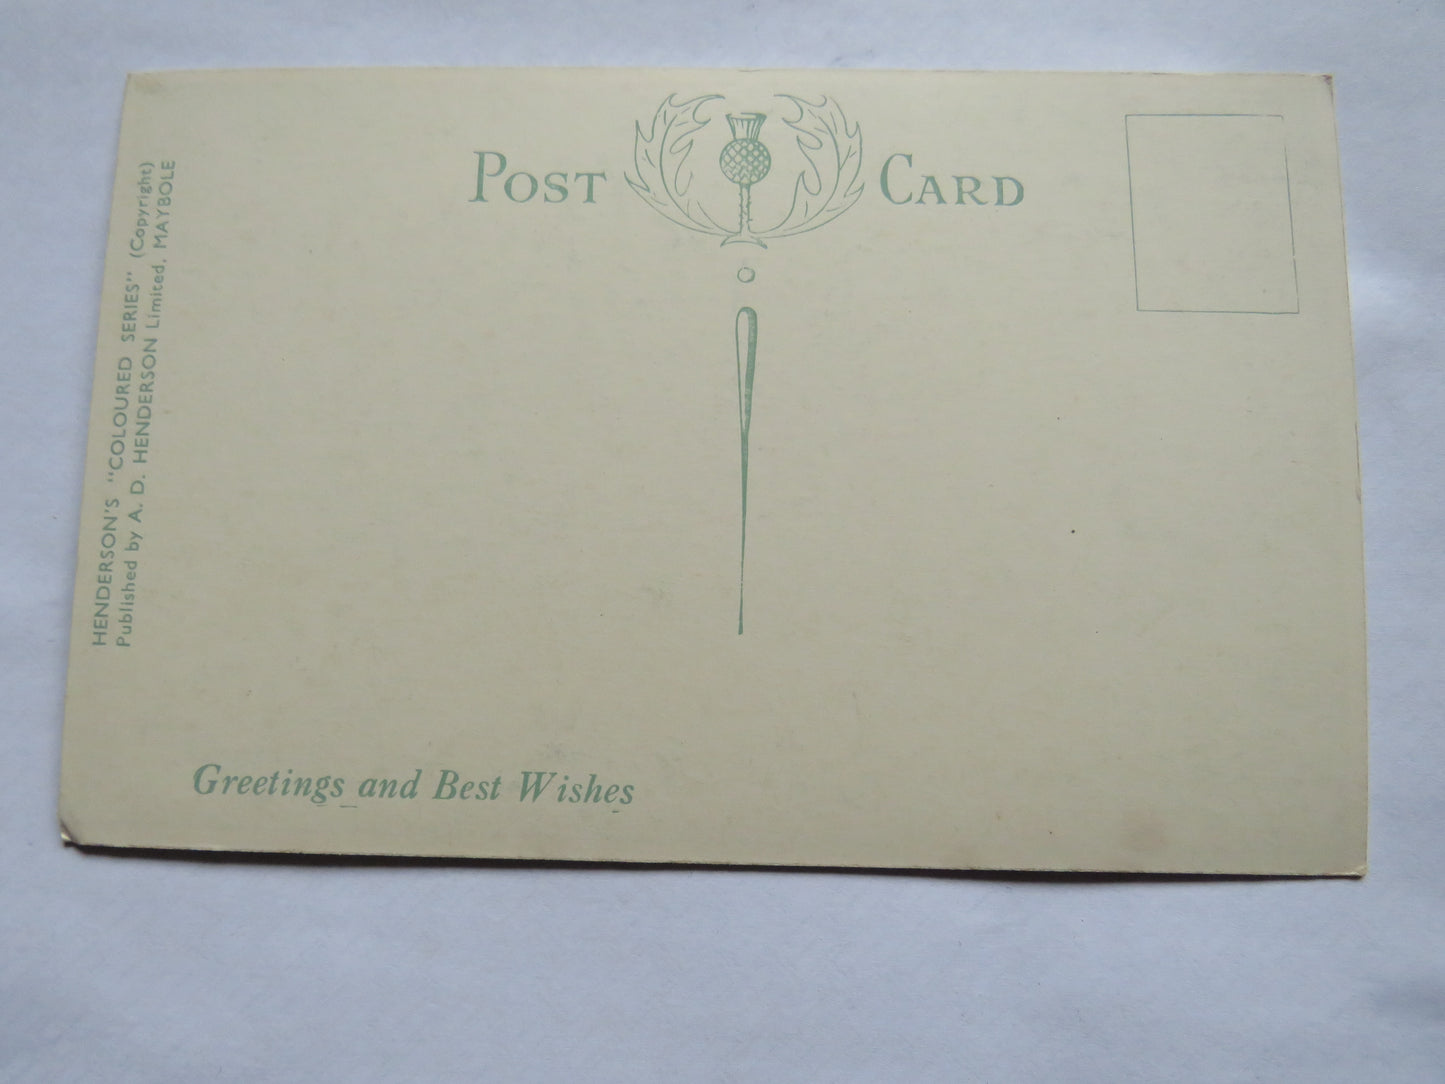 POST CARD
HENDERSON'S "COLOURED SERIES" (Copyright)
Published by A. D. HENDERSON Limited, MAYBOLE
Greetings and Best Wishes